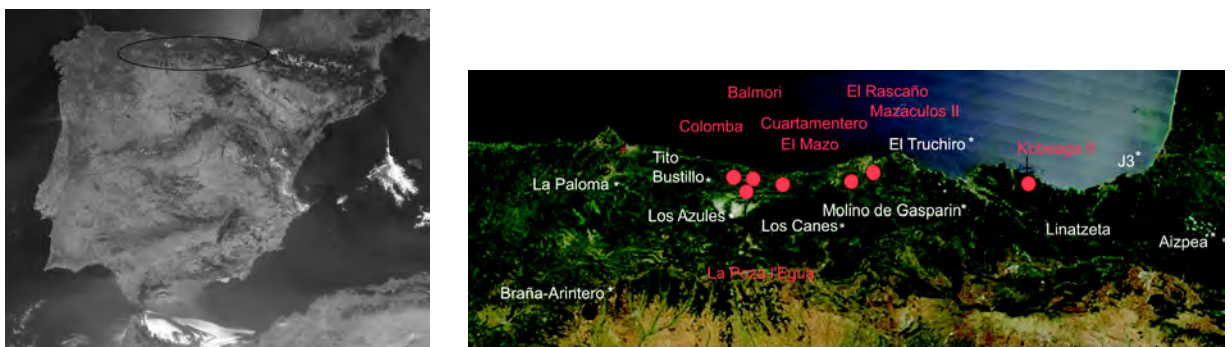 Balmori
El Rascaño
Mazaculos II
Colomba
Cuartamentero
El Mazo
El Truchiro*
Kobeaga II
J3*
Tito
Bustillo*
La Paloma*
Los Azules*
Los Canes*
Molino de Gasparin*
Linatzeta
Aizpea*
La Poza l'Egua
Braña-Arintero*